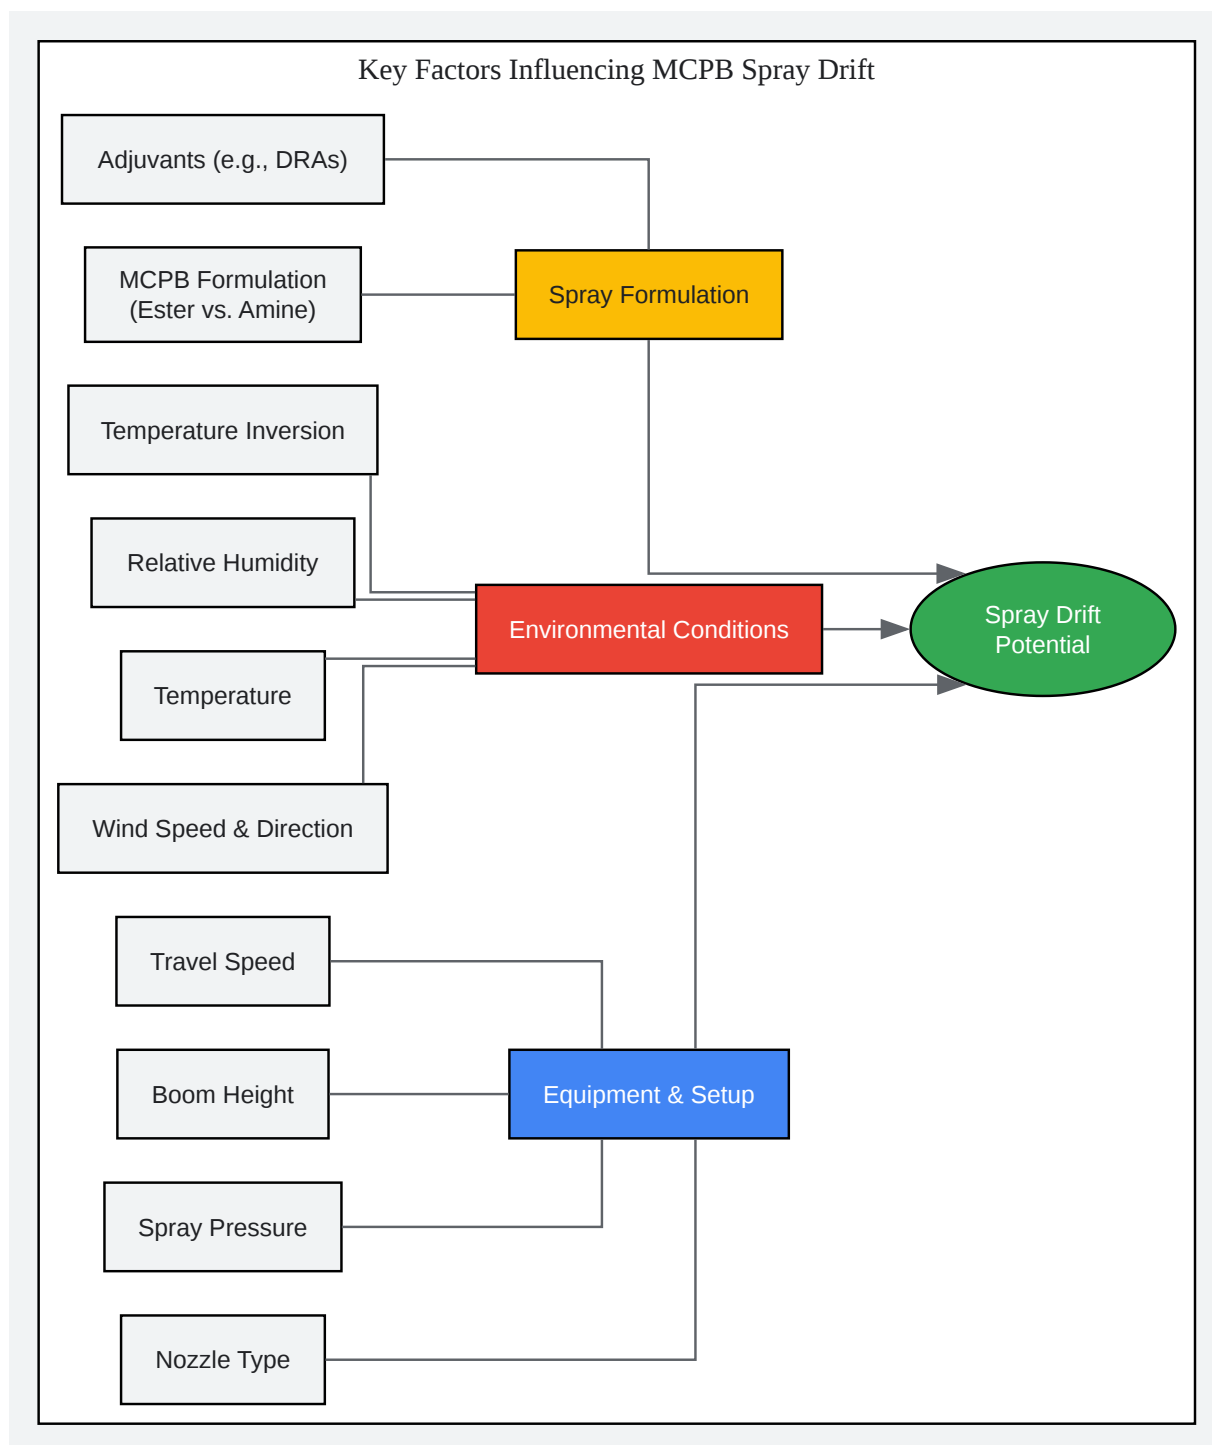 Key Factors Influencing MCPB Spray Drift
Adjuvants (e.g., DRAs)
MCPB Formulation
(Ester vs. Amine)
Spray Formulation
Temperature Inversion
Relative Humidity
Environmental Conditions
Spray Drift
Potential
Temperature
Wind Speed & Direction
Travel Speed
Boom Height
Equipment & Setup
Spray Pressure
Nozzle Type